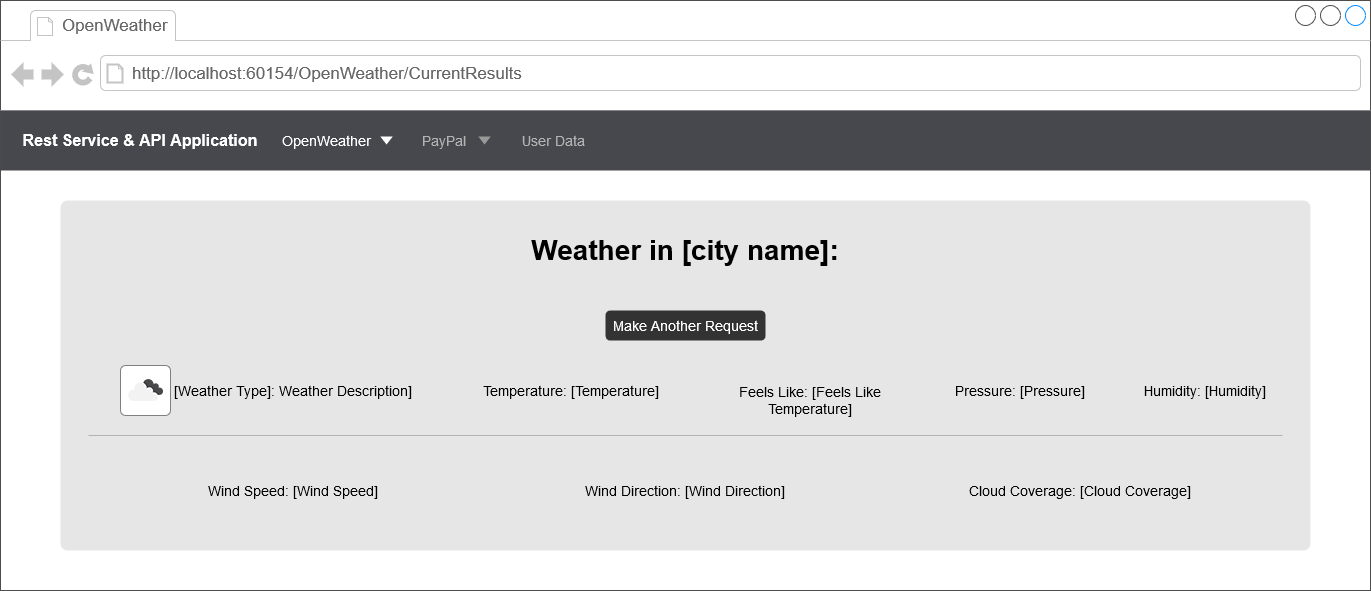 OpenWeather
http://localhost:60154/OpenWeather/CurrentResults
Rest Service & API Application OpenWeather PayPal User Data
Weather in [city name]:
Make Another Request
[Weather Type]: Weather Description] Temperature: [Temperature] Feels Like: [Feels Like Temperature] Pressure: [Pressure] Humidity: [Humidity]
Wind Speed: [Wind Speed] Wind Direction: [Wind Direction] Cloud Coverage: [Cloud Coverage]